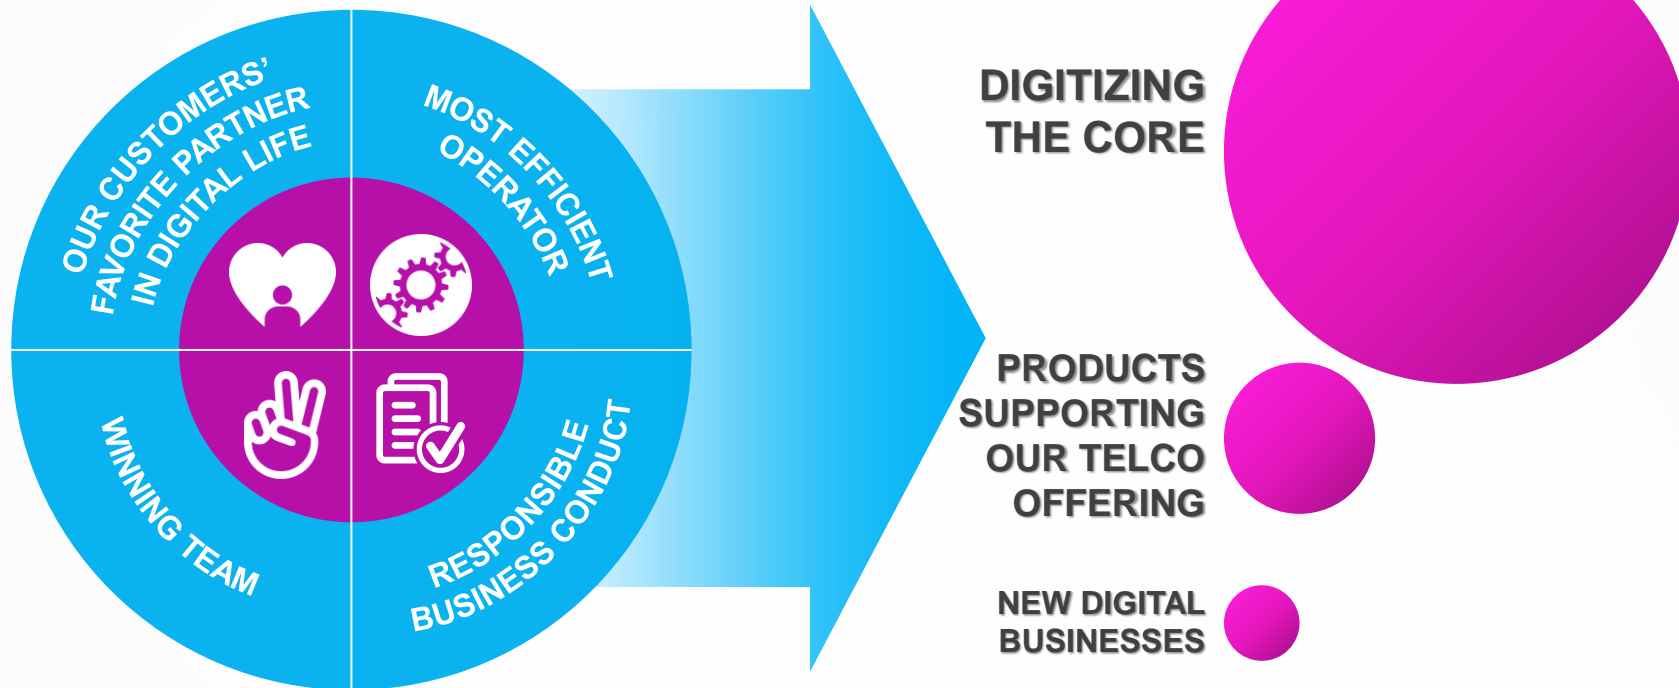 OUR CUSTOMERS’
FAVORITE PARTNER
IN DIGITAL LIFE
MOST EFFICIENT
OPERATOR
WINNING TEAM
RESPONSIBLE
BUSINESS CONDUCT
DIGITIZING
THE CORE
PRODUCTS
SUPPORTING
OUR TELCO
OFFERING
NEW DIGITAL
BUSINESSES